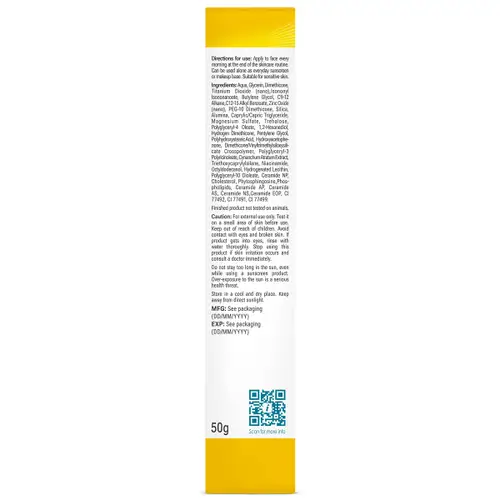 Directions for use: Apply to face every
morning at the end of the skincare routine.
Can be used alone as everyday sunscreen
or makeup base. Suitable for sensitive skin.
Ingredients: Aqua, Glycerin, Dimethicone,
Titanium Dioxide (nano), Isononyl
Isononanoate, Butylene Glycol, C9-12
Alkane, C12-15 Alkyl Benzoate, Zinc Oxide
(nano), PEG-10 Dimethicone, Silica,
Alumina, Caprylic/Capric Triglyceride,
Magnesium Sulfate, Trehalose,
Polyglyceryl-4 Oleate, 1,2-Hexanediol,
Hydrogen Dimethicone, Pentylene Glycol,
Polyhydroxystearic Acid, Hydroxyacetophe-
none, Dimethicone/Vinyltrimethylsiloxysili-
cate Crosspolymer, Polyglyceryl-3
Polyricinoleate, Cynanchum Atratum Extract,
Triethoxycaprylylsilane, Niacinamide,
Octyldodecanol, Hydrogenated Lecithin,
Polyglyceryl-10 Dioleate, Ceramide NP,
Cholesterol, Phytosphingosine, Phos-
pholipids, Ceramide AP, Ceramide
AS, Ceramide NS, Ceramide EOP, CI
77492, CI 77491, CI 77499
Finished product not tested on animals.
Caution: For external use only. Test it
on a small area of skin before use.
Keep out of reach of children. Avoid
contact with eyes and broken skin. If
product gets into eyes, rinse with
water thoroughly. Stop using this
product if skin irritation occurs and
consult a doctor immediately.
Do not stay too long in the sun, even
while using a sunscreen product.
Over-exposure to the sun is a serious
health threat.
Store in a cool and dry place. Keep
away from direct sunlight.
MFG: See packaging
(DD/MM/YYYY)
EXP: See packaging
(DD/MM/YYYY)
50g
Scan for more info